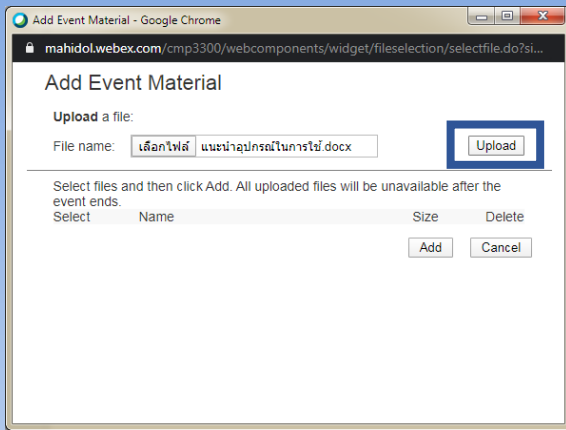 Add Event Material - Google Chrome
mahidol.webex.com/cmp3300/webcomponents/widget/fileselection/selectfile.do?si...
Add Event Material
Upload a file:
File name: เลือกไฟล์ แนะนำอุปกรณ์ในการใช้.docx Upload
Select files and then click Add. All uploaded files will be unavailable after the
event ends.
Select Name Size Delete
Add Cancel